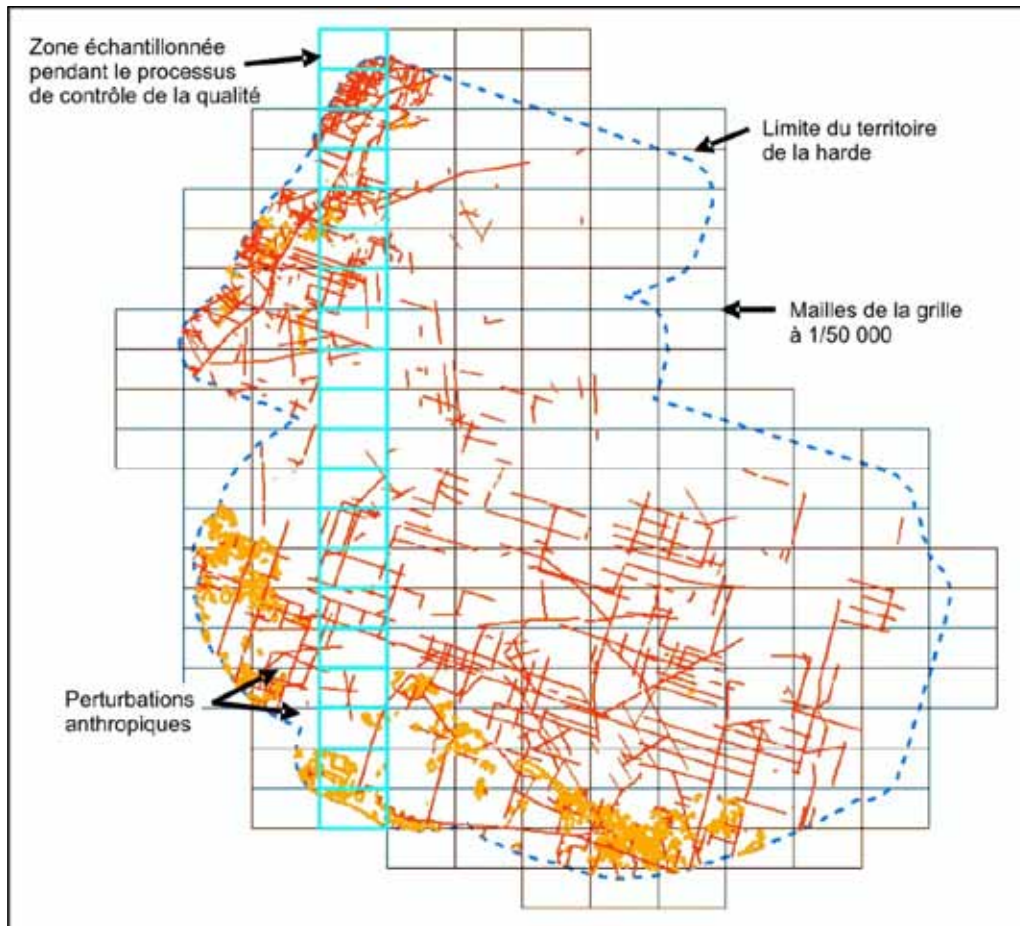 Zone échantillonnée
pendant le processus
de contrôle de la qualité
Limite du territoire
de la harde
Mailles de la grille
à 1/50 000
Perturbations
anthropiques